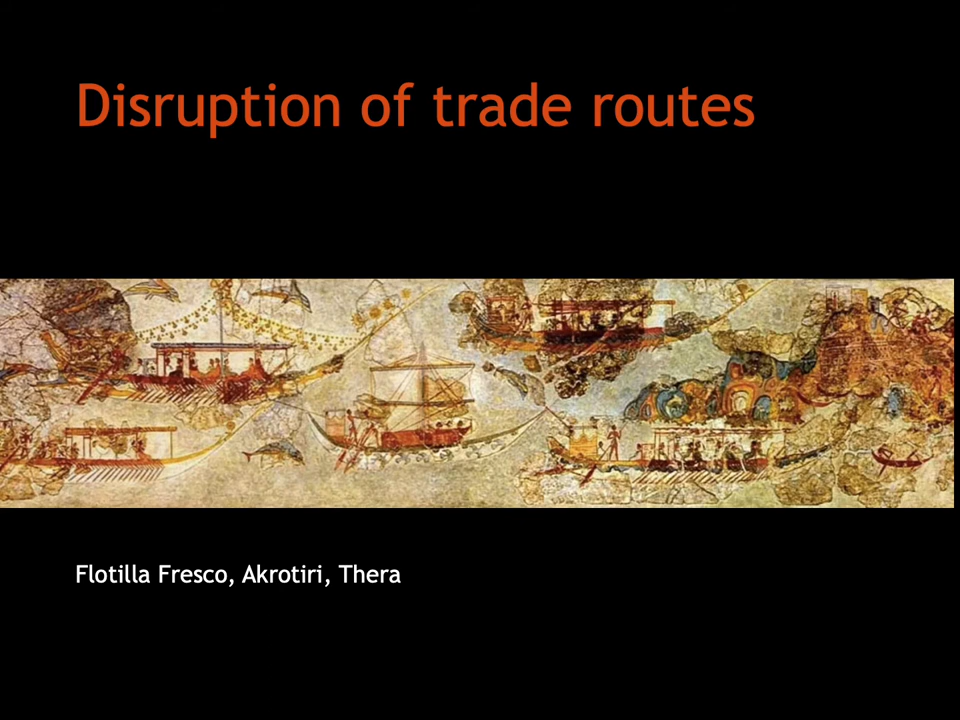 Disruption of trade routes
Flotilla Fresco, Akrotiri, Thera